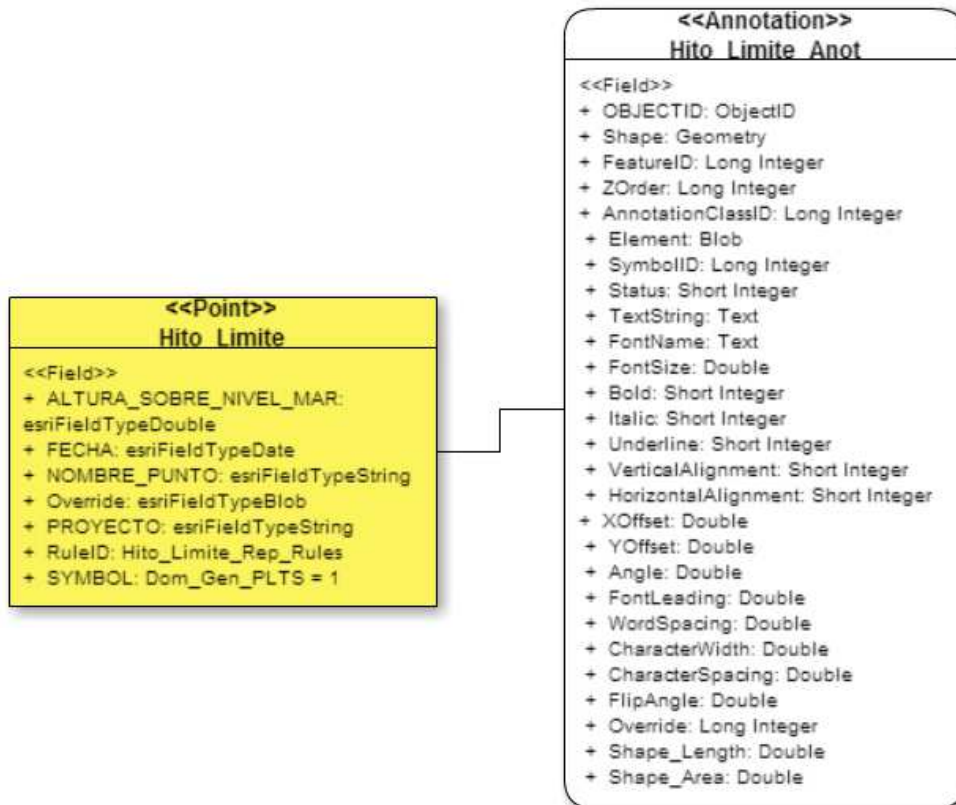 <<Point>>
Hito_Limite
<<Field>>
+ ALTURA_SOBRE_NIVEL_MAR:
esriFieldTypeDouble
+ FECHA: esriFieldTypeDate
+ NOMBRE_PUNTO: esriFieldTypeString
+ Override: esriFieldTypeBlob
+ PROYECTO: esriFieldTypeString
+ RuleID: Hito_Limite_Rep_Rules
+ SYMBOL: Dom_Gen_PLTS = 1
<<Annotation>>
Hito_Limite_Anot
<<Field>>
+ OBJECTID: ObjectID
+ Shape: Geometry
+ FeatureID: Long Integer
+ ZOrder: Long Integer
+ AnnotationClassID: Long Integer
+ Element: Blob
+ SymbolID: Long Integer
+ Status: Short Integer
+ TextString: Text
+ FontName: Text
+ FontSize: Double
+ Bold: Short Integer
+ Italic: Short Integer
+ Underline: Short Integer
+ VerticalAlignment: Short Integer
+ HorizontalAlignment: Short Integer
+ XOffset: Double
+ YOffset: Double
+ Angle: Double
+ FontLeading: Double
+ WordSpacing: Double
+ CharacterWidth: Double
+ CharacterSpacing: Double
+ FlipAngle: Double
+ Override: Long Integer
+ Shape_Length: Double
+ Shape_Area: Double